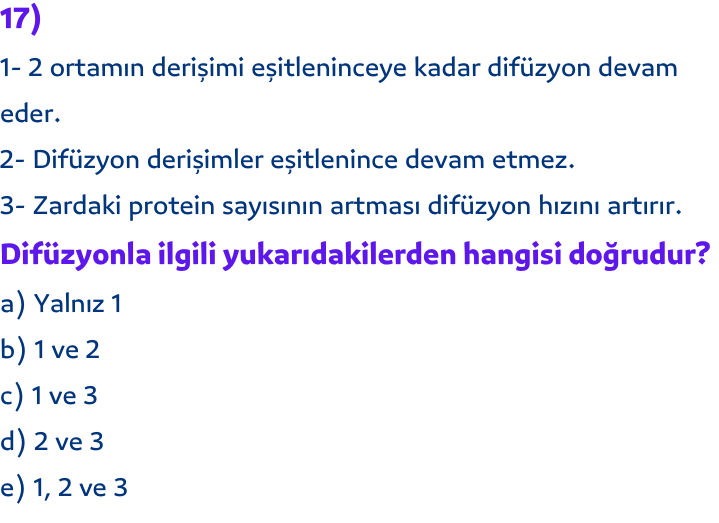 17)
1- 2 ortamın derişimi eşitleninceye kadar difüzyon devam
eder.
2- Difüzyon derişimler eşitlenince devam etmez.
3- Zardaki protein sayısının artması difüzyon hızını artırır.
Difüzyonla ilgili yukarıdakilerden hangisi doğrudur?
a) Yalnız 1
b) 1 ve 2
c) 1 ve 3
d) 2 ve 3
e) 1, 2 ve 3